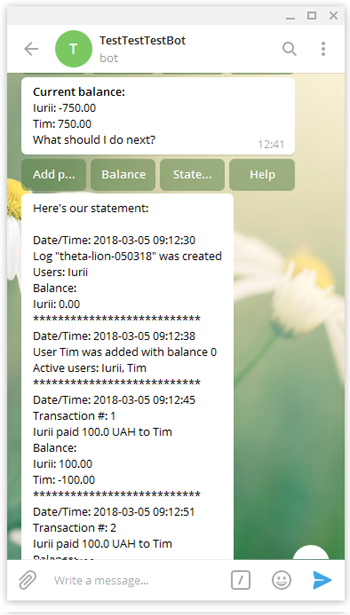 TestTestTestBot
T
bot
Current balance:
Iurii: -750.00
Tim: 750.00
What should I do next?
12:41
Add p... Balance State... Help
Here's our statement:
Date/Time: 2018-03-05 09:12:30
Log "theta-lion-050318" was created
Users: Iurii
Balance:
Iurii: 0.00
***************************
Date/Time: 2018-03-05 09:12:38
User Tim was added with balance 0
Active users: Iurii, Tim
***************************
Date/Time: 2018-03-05 09:12:45
Transaction #: 1
Iurii paid 100.0 UAH to Tim
Balance:
Iurii: 100.00
Tim: -100.00
***************************
Date/Time: 2018-03-05 09:12:51
Transaction #: 2
Iurii paid 100.0 UAH to Tim
Balance:
Write a message...